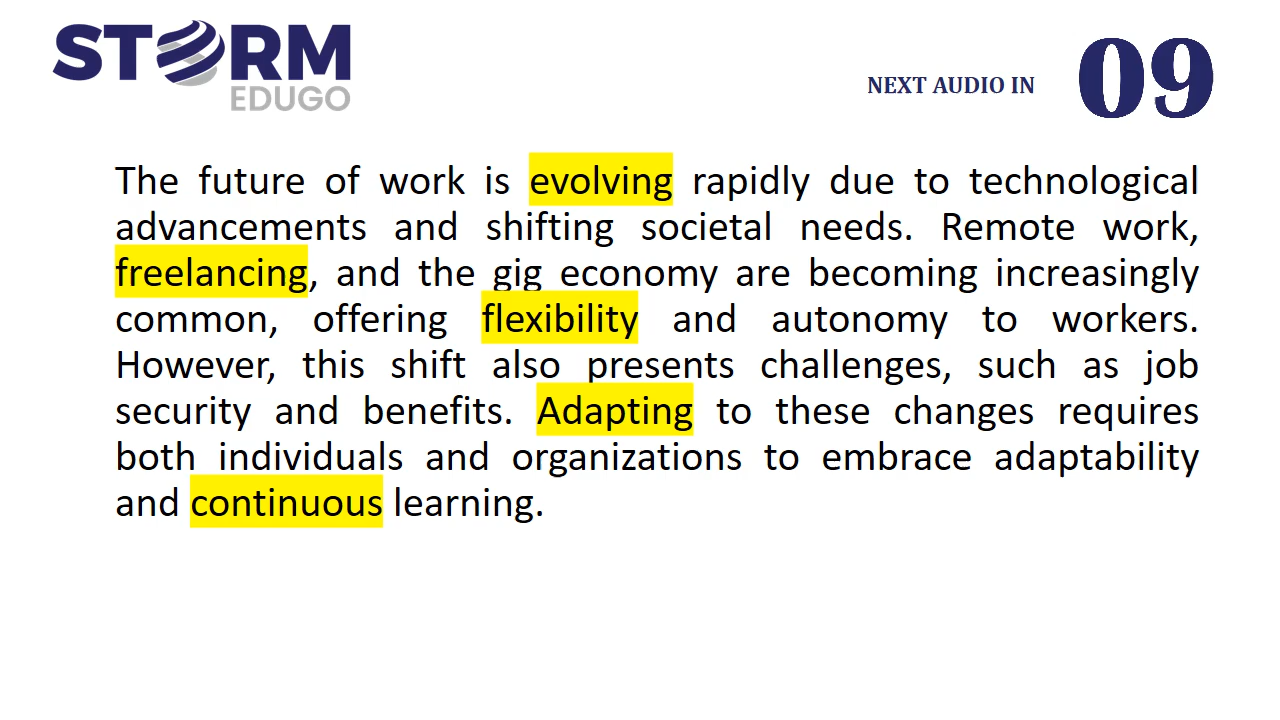 STORM
EDUGO
NEXT AUDIO IN 09
The future of work is evolving rapidly due to technological
advancements and shifting societal needs. Remote work,
freelancing, and the gig economy are becoming increasingly
common, offering flexibility and autonomy to workers.
However, this shift also presents challenges, such as job
security and benefits. Adapting to these changes requires
both individuals and organizations to embrace adaptability
and continuous learning.